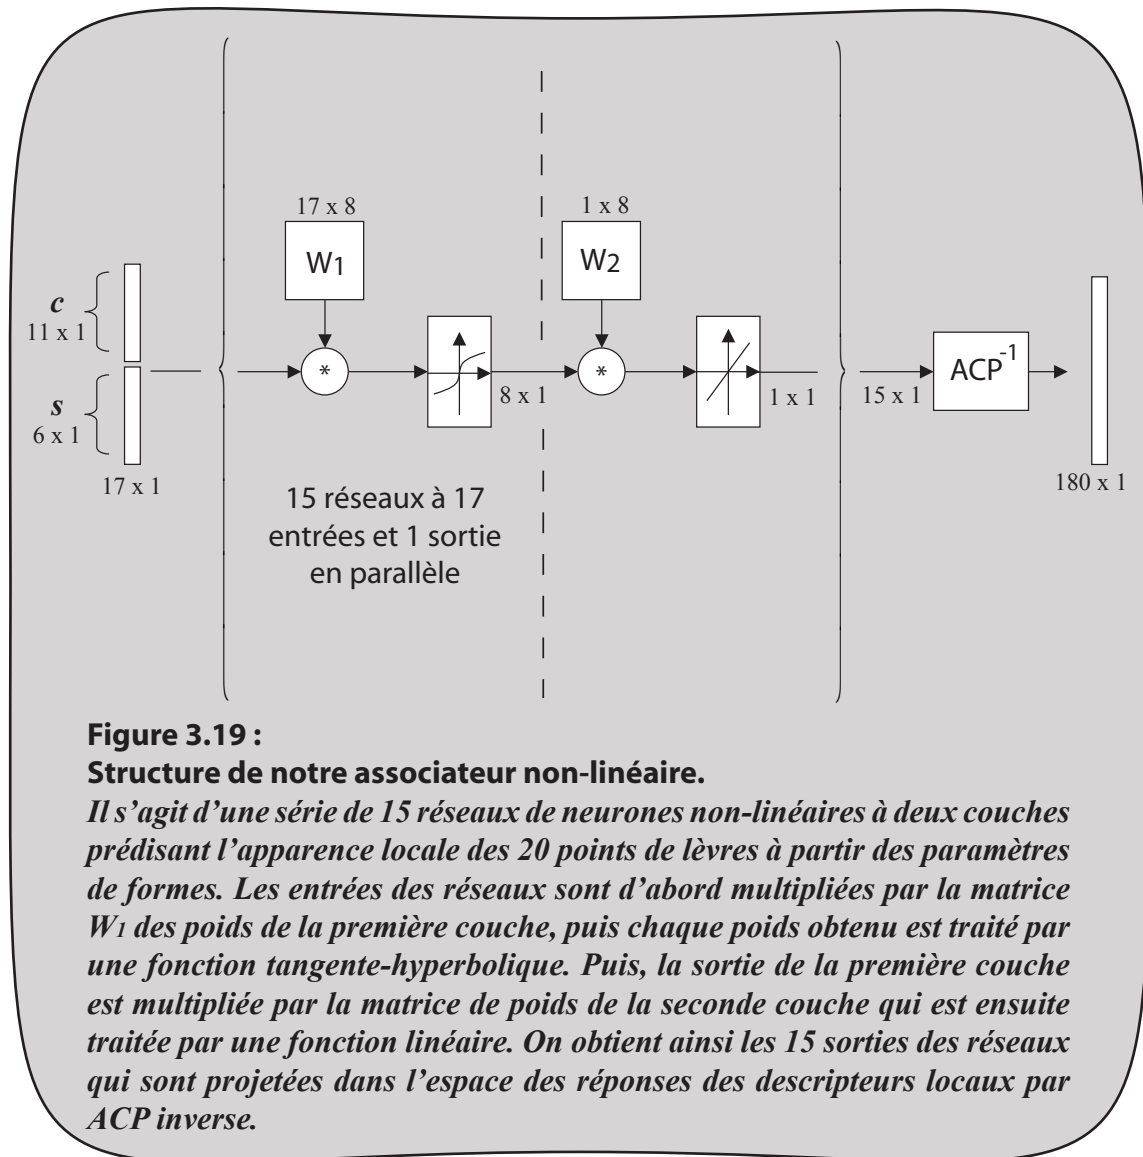 17 x 8
1 x 8
W1
W2
c
11 x 1
s
6 x 1
17 x 1
*
8 x 1
*
1 x 1
15 x 1
ACP-1
180 x 1
15 réseaux à 17
entrées et 1 sortie
en parallèle
Figure 3.19 :
Structure de notre associateur non-linéaire.
Il s’agit d’une série de 15 réseaux de neurones non-linéaires à deux couches
prédisant l’apparence locale des 20 points de lèvres à partir des paramètres
de formes. Les entrées des réseaux sont d’abord multipliées par la matrice
W1 des poids de la première couche, puis chaque poids obtenu est traité par
une fonction tangente-hyperbolique. Puis, la sortie de la première couche
est multipliée par la matrice de poids de la seconde couche qui est ensuite
traitée par une fonction linéaire. On obtient ainsi les 15 sorties des réseaux
qui sont projetées dans l’espace des réponses des descripteurs locaux par
ACP inverse.